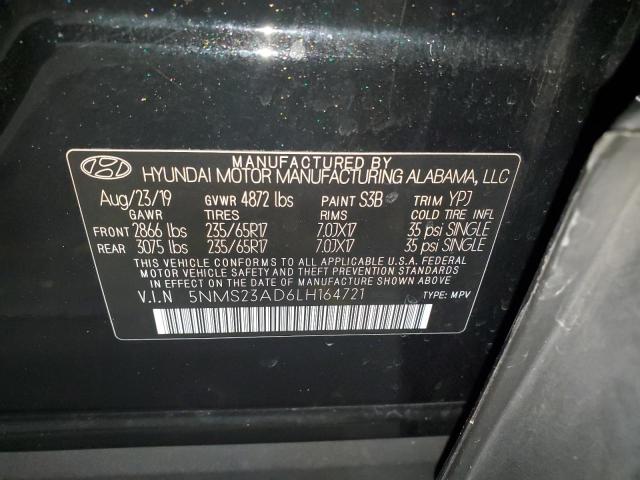 MANUFACTURED BY
HYUNDAI MOTOR MANUFACTURING ALABAMA, LLC
Aug/23/19 GVWR 4872 lbs PAINT S3B TRIM YPJ
GAWR TIRES RIMS COLD TIRE INFL
FRONT 2866 lbs 235/65R17 7.0JX17 35 psi SINGLE
REAR 3075 lbs 235/65R17 7.0JX17 35 psi SINGLE
THIS VEHICLE CONFORMS TO ALL APPLICABLE U.S.A. FEDERAL
MOTOR VEHICLE SAFETY AND THEFT PREVENTION STANDARDS
IN EFFECT ON THE DATE OF MANUFACTURE SHOWN ABOVE.
V.I.N 5NMS23AD6LH164721 TYPE: MPV